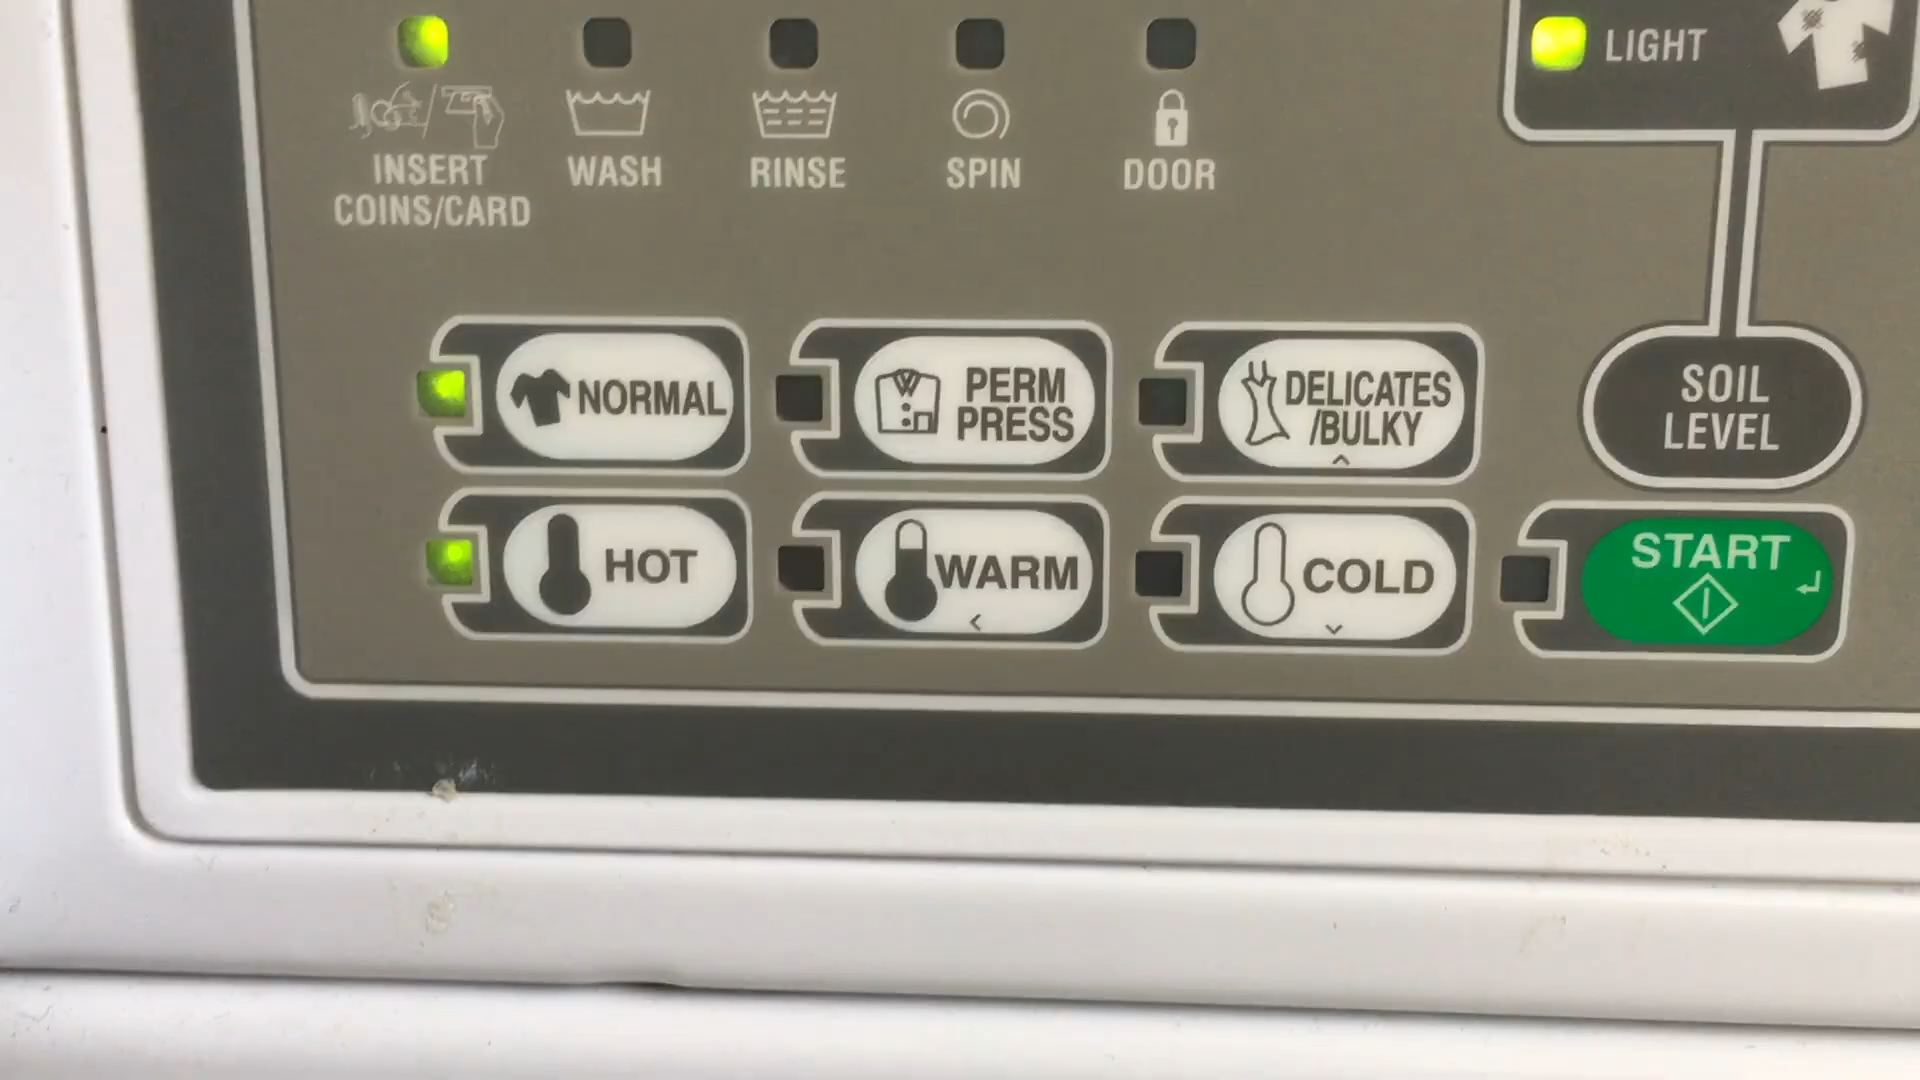 LIGHT
INSERT
COINS/CARD
WASH
RINSE
SPIN
DOOR
NORMAL
PERM
PRESS
DELICATES
/BULKY
SOIL
LEVEL
HOT
WARM
COLD
START